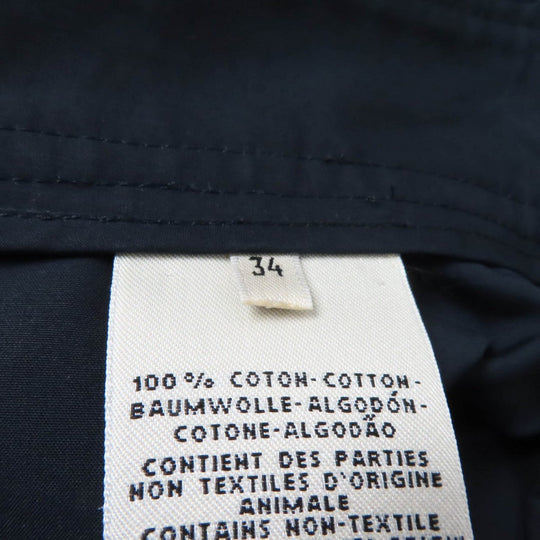 34
100% COTON-COTTON-
BAUMWOLLE-ALGODÓN-
COTONE-ALGODÃO
CONTIENT DES PARTIES
NON TEXTILES D'ORIGINE
ANIMALE
CONTAINS NON-TEXTILE